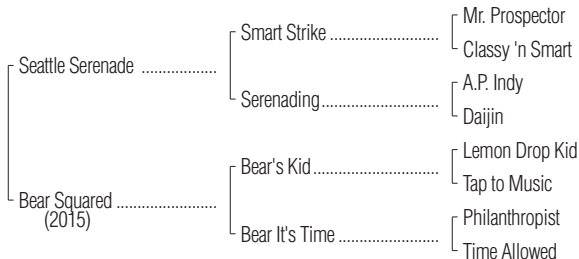 Mr. Prospector
Smart Strike ........................
Classy 'n Smart
Seattle Serenade .................
A.P. Indy
Serenading..........................
Daijin
Lemon Drop Kid
Bear's Kid............................
Tap to Music
Bear Squared ......................
(2015)
Philanthropist
Bear It's Time ......................
Time Allowed